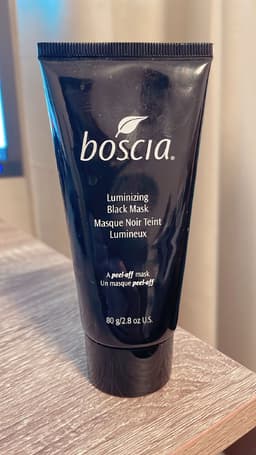 boscia.
Luminizing
Black Mask
Masque Noir Teint
Lumineux
A peel-off mask
Un masque peel-off
80 g/2.8 oz U.S.